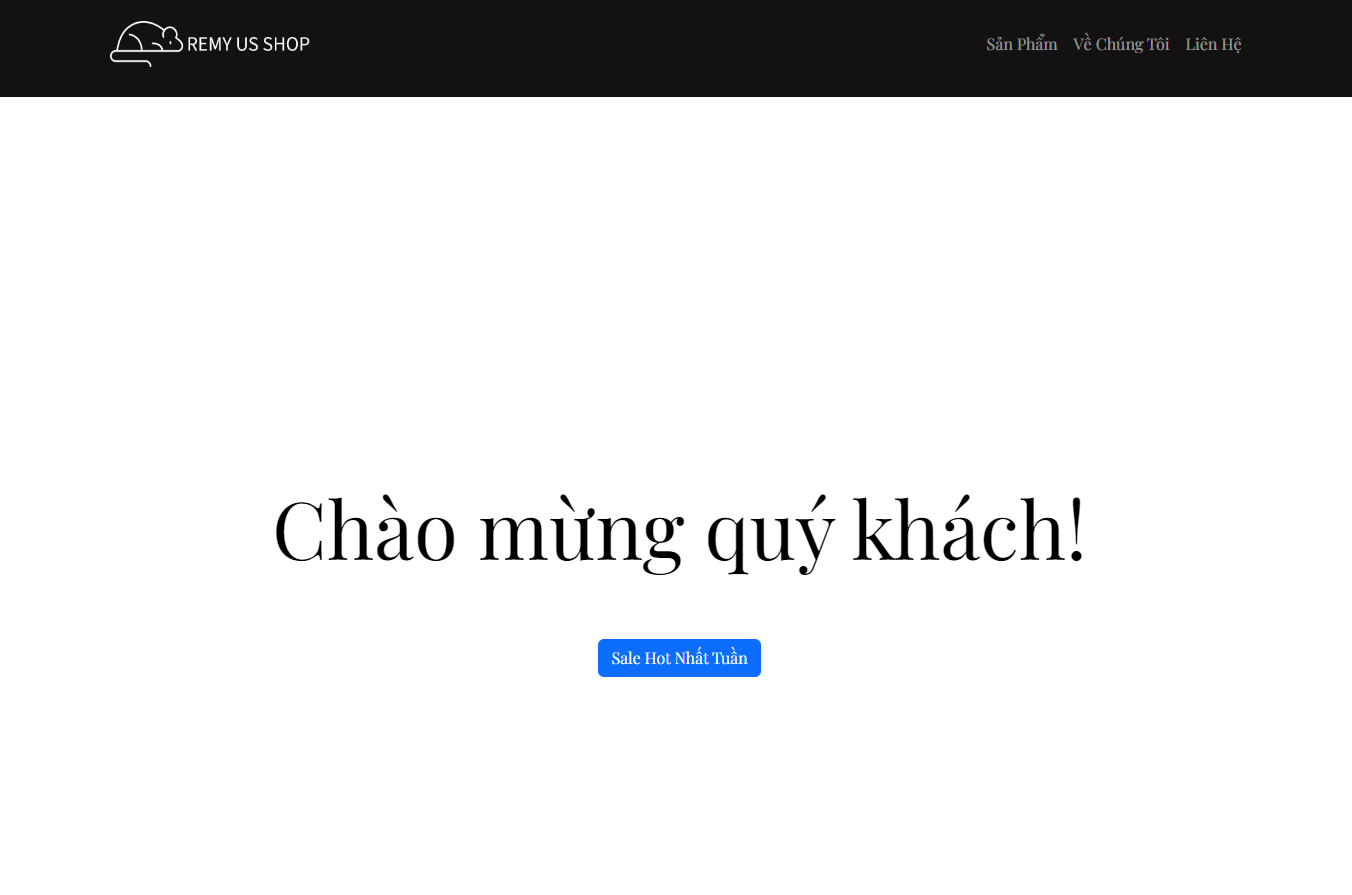 REMY US SHOP
Sản Phẩm Về Chúng Tôi Liên Hệ
Chào mừng quý khách!
Sale Hot Nhất Tuần